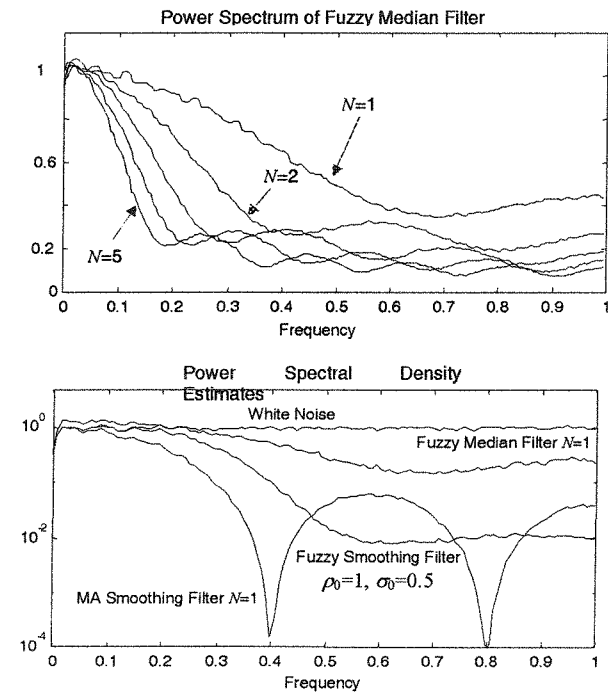 Power Spectrum of Fuzzy Median Filter
1
0.6
0.2
0
N=1
N=2
N=5
0 0.1 0.2 0.3 0.4 0.5 0.6 0.7 0.8 0.9 1
Frequency
Power Spectral Density
Estimates
White Noise
Fuzzy Median Filter N=1
Fuzzy Smoothing Filter
ρ₀=1, σ₀=0.5
MA Smoothing Filter N=1
10⁰
10⁻²
10⁻⁴
0 0.1 0.2 0.3 0.4 0.5 0.6 0.7 0.8 0.9 1
Frequency